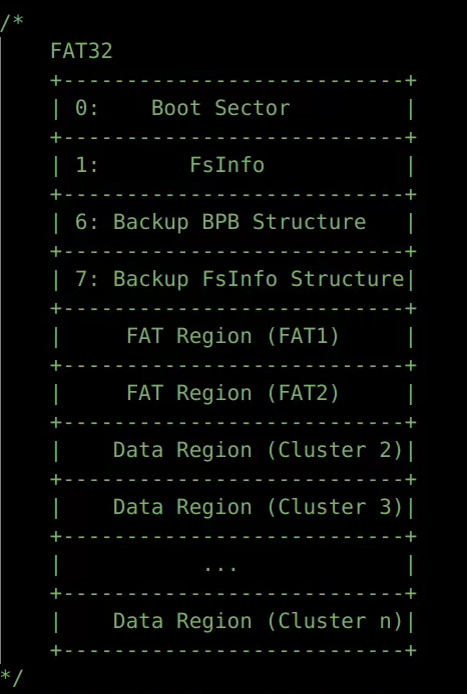 /*
    FAT32
    +---------------------------+
    | 0:    Boot Sector         |
    +---------------------------+
    | 1:       FsInfo           |
    +---------------------------+
    | 6: Backup BPB Structure   |
    +---------------------------+
    | 7: Backup FsInfo Structure|
    +---------------------------+
    |     FAT Region (FAT1)     |
    +---------------------------+
    |     FAT Region (FAT2)     |
    +---------------------------+
    |    Data Region (Cluster 2)|
    +---------------------------+
    |    Data Region (Cluster 3)|
    +---------------------------+
    |           ...             |
    +---------------------------+
    |    Data Region (Cluster n)|
    +---------------------------+
*/